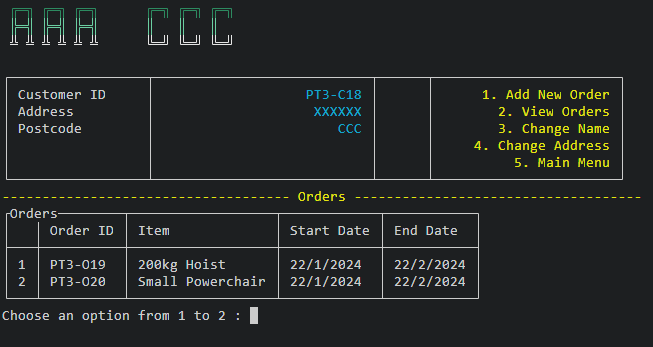 AAA CCC
Customer ID PT3-C18 1. Add New Order
Address XXXXXX 2. View Orders
Postcode CCC 3. Change Name
4. Change Address
5. Main Menu
Orders
Orders
Order ID Item Start Date End Date
1 PT3-O19 200kg Hoist 22/1/2024 22/2/2024
2 PT3-O20 Small Powerchair 22/1/2024 22/2/2024
Choose an option from 1 to 2 :